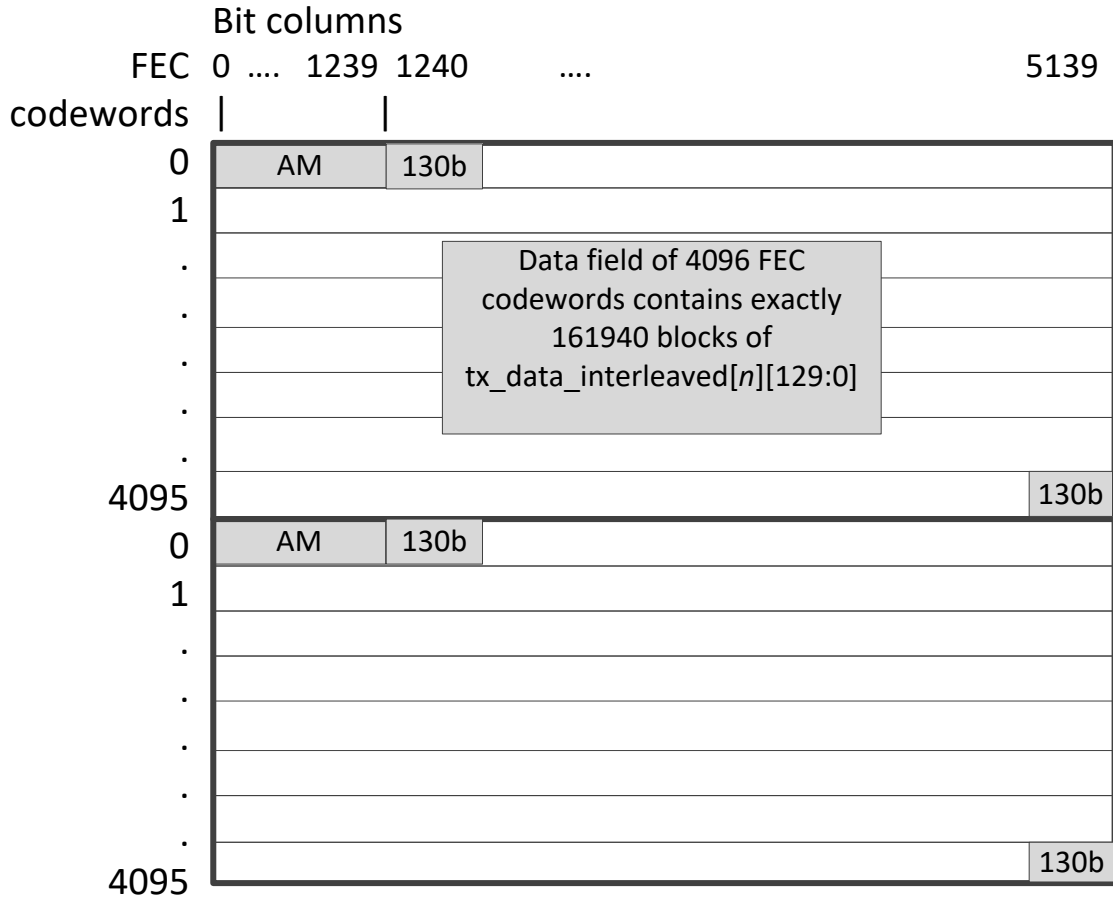 Bit columns
FEC 0 .... 1239 1240 .... 5139
codewords | |
0 AM 130b
1
.
Data field of 4096 FEC
codewords contains exactly
.
161940 blocks of
.
tx_data_interleaved[n][129:0]
.
.
4095 130b
0 AM 130b
1
.
.
.
.
.
4095 130b